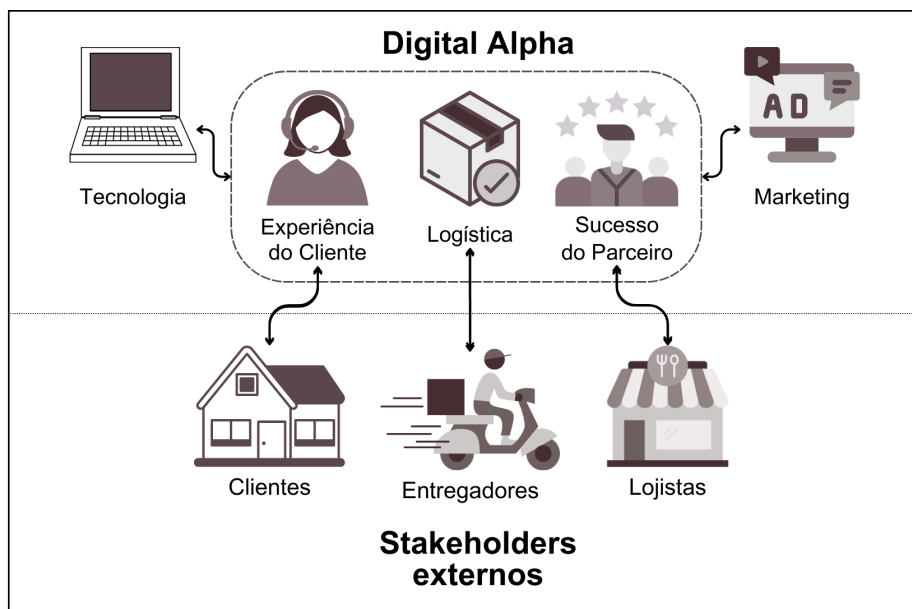 Digital Alpha
AD
Tecnologia
Experiência
do Cliente
Logística
Sucesso
do Parceiro
Marketing
Clientes
Entregadores
Lojistas
Stakeholders
externos